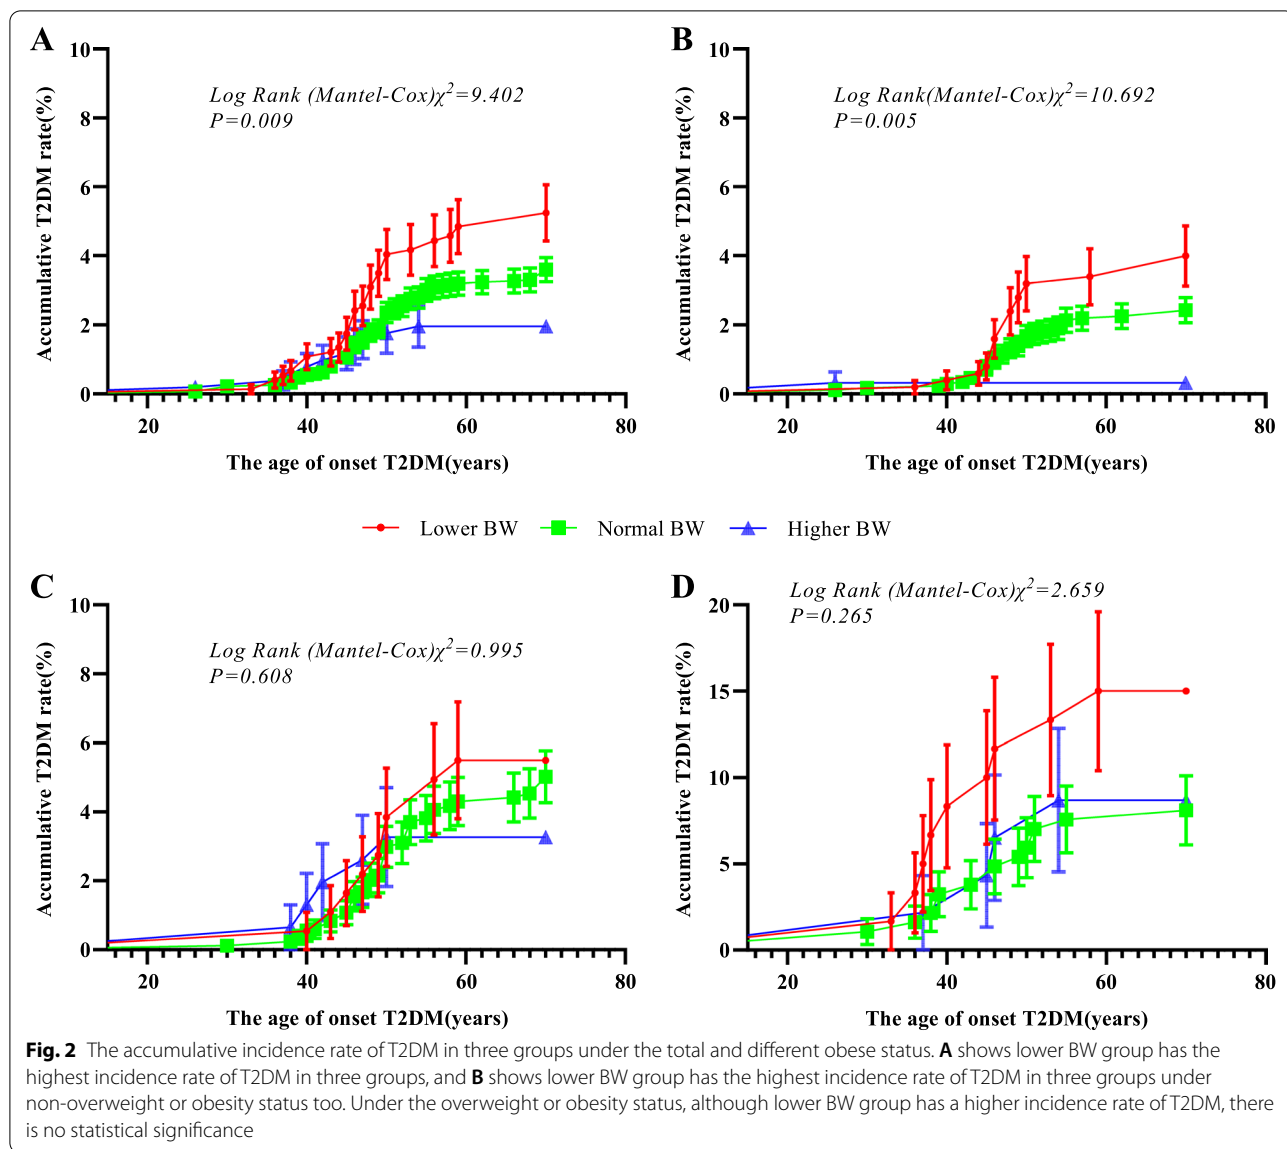 A
10
8
6
4
2
0
20
40
60
80
Accumulative T2DM rate(%)
The age of onset T2DM(years)
Log Rank (Mantel-Cox)χ²=9.402
P=0.009
B
10
8
6
4
2
0
20
40
60
80
Accumulative T2DM rate(%)
The age of onset T2DM(years)
Log Rank(Mantel-Cox)χ²=10.692
P=0.005
Lower BW
Normal BW
Higher BW
C
10
8
6
4
2
0
20
40
60
80
Accumulative T2DM rate(%)
The age of onset T2DM(years)
Log Rank (Mantel-Cox)χ²=0.995
P=0.608
D
20
15
10
5
0
20
40
60
80
Accumulative T2DM rate(%)
The age of onset T2DM(years)
Log Rank (Mantel-Cox)χ²=2.659
P=0.265
Fig. 2 The accumulative incidence rate of T2DM in three groups under the total and different obese status. A shows lower BW group has the
highest incidence rate of T2DM in three groups, and B shows lower BW group has the highest incidence rate of T2DM in three groups under
non-overweight or obesity status too. Under the overweight or obesity status, although lower BW group has a higher incidence rate of T2DM, there
is no statistical significance